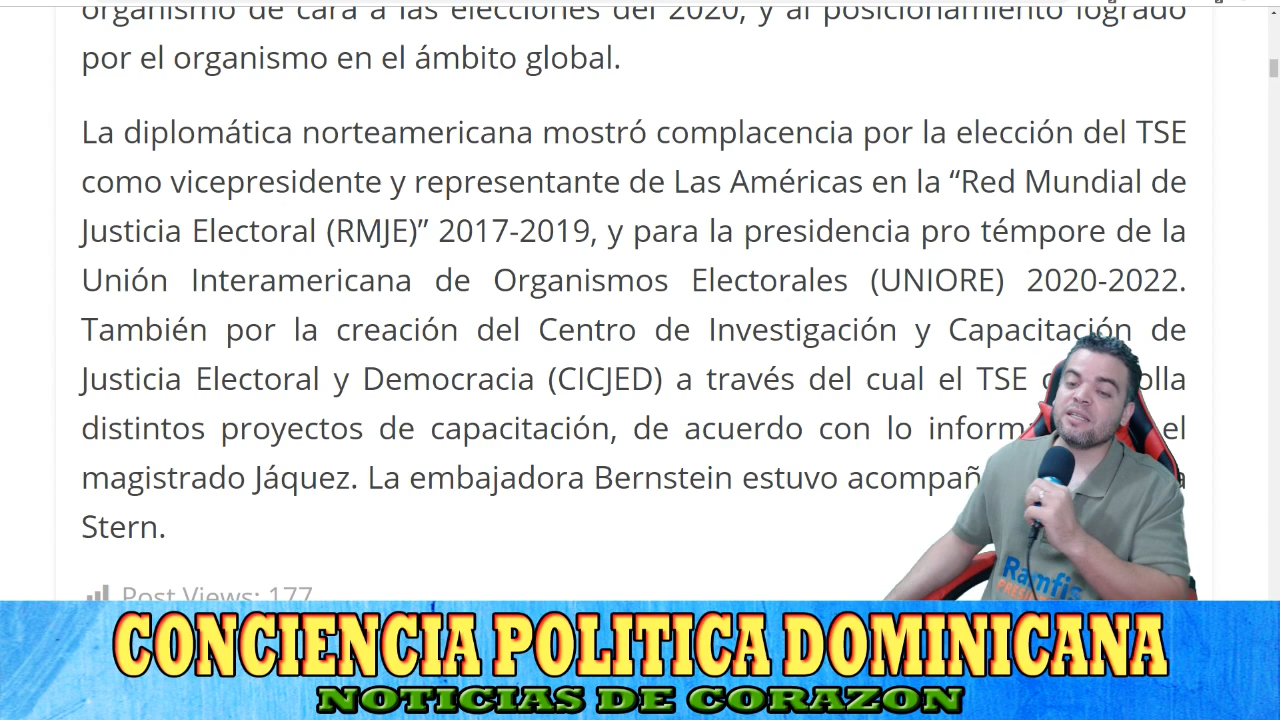 organismo de cara a las elecciones del 2020, y al posicionamiento logrado
por el organismo en el ámbito global.
La diplomática norteamericana mostró complacencia por la elección del TSE
como vicepresidente y representante de Las Américas en la “Red Mundial de
Justicia Electoral (RMJE)” 2017-2019, y para la presidencia pro témpore de la
Unión Interamericana de Organismos Electorales (UNIORE) 2020-2022.
También por la creación del Centro de Investigación y Capacitación de
Justicia Electoral y Democracia (CICJED) a través del cual el TSE
distintos proyectos de capacitación, de acuerdo con lo el
magistrado Jáquez. La embajadora Bernstein estuvo
Stern.
Post Views: 177
Ramfis
CONCIENCIA POLITICA DOMINICANA
NOTICIAS DE CORAZON